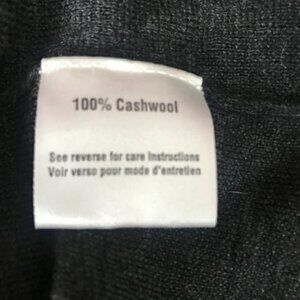 100% Cashwool
See reverse for care instructions
Voir verso pour mode d'entretien